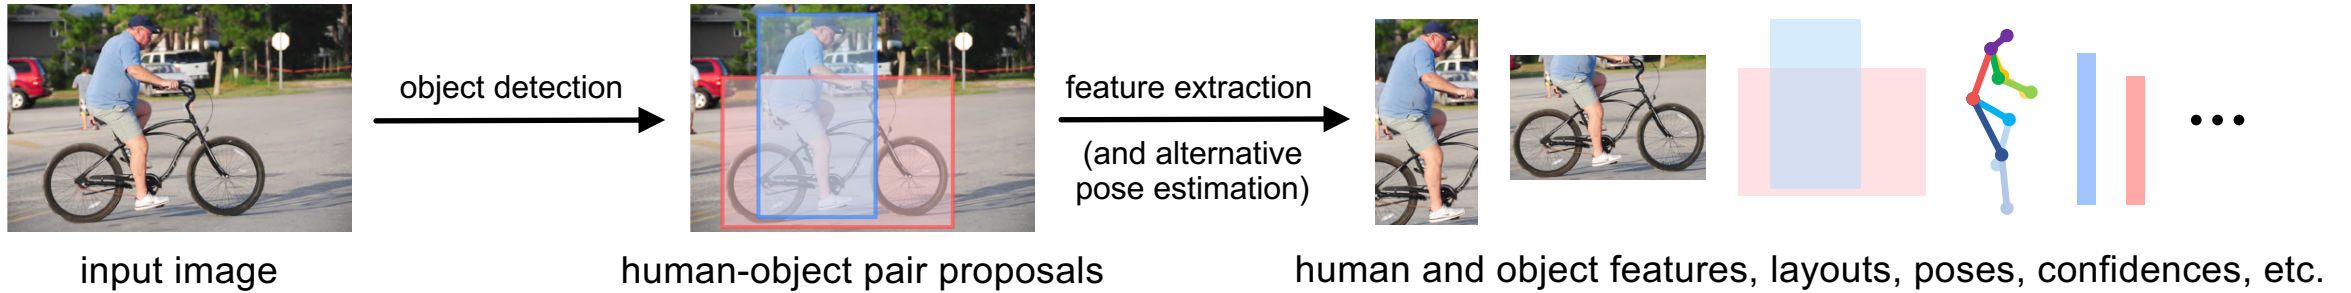 object detection
feature extraction
(and alternative
pose estimation)
input image
human-object pair proposals
human and object features, layouts, poses, confidences, etc.